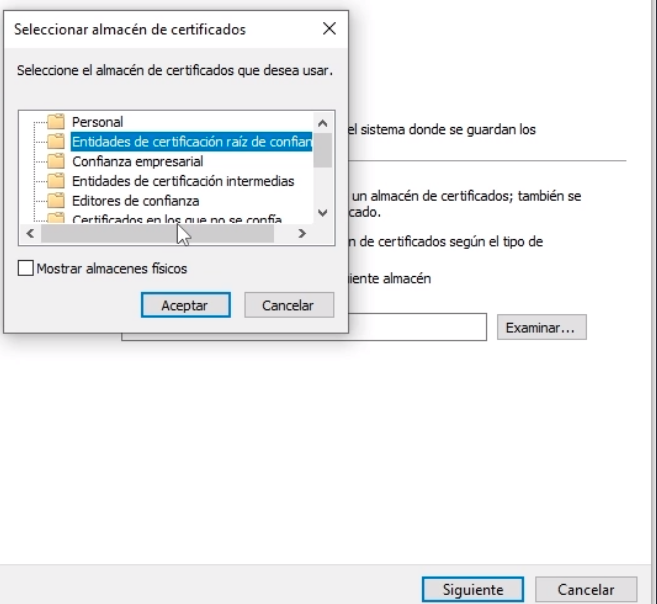 Seleccionar almacén de certificados
Seleccione el almacén de certificados que desea usar.
Personal
Entidades de certificación raíz de confian
Confianza empresarial
Entidades de certificación intermedias
Editores de confianza
Certificados en los que no se confía
Mostrar almacenes físicos
Aceptar
Cancelar
el sistema donde se guardan los
un almacén de certificados; también se
cado.
n de certificados según el tipo de
iente almacén
Examinar...
Siguiente
Cancelar